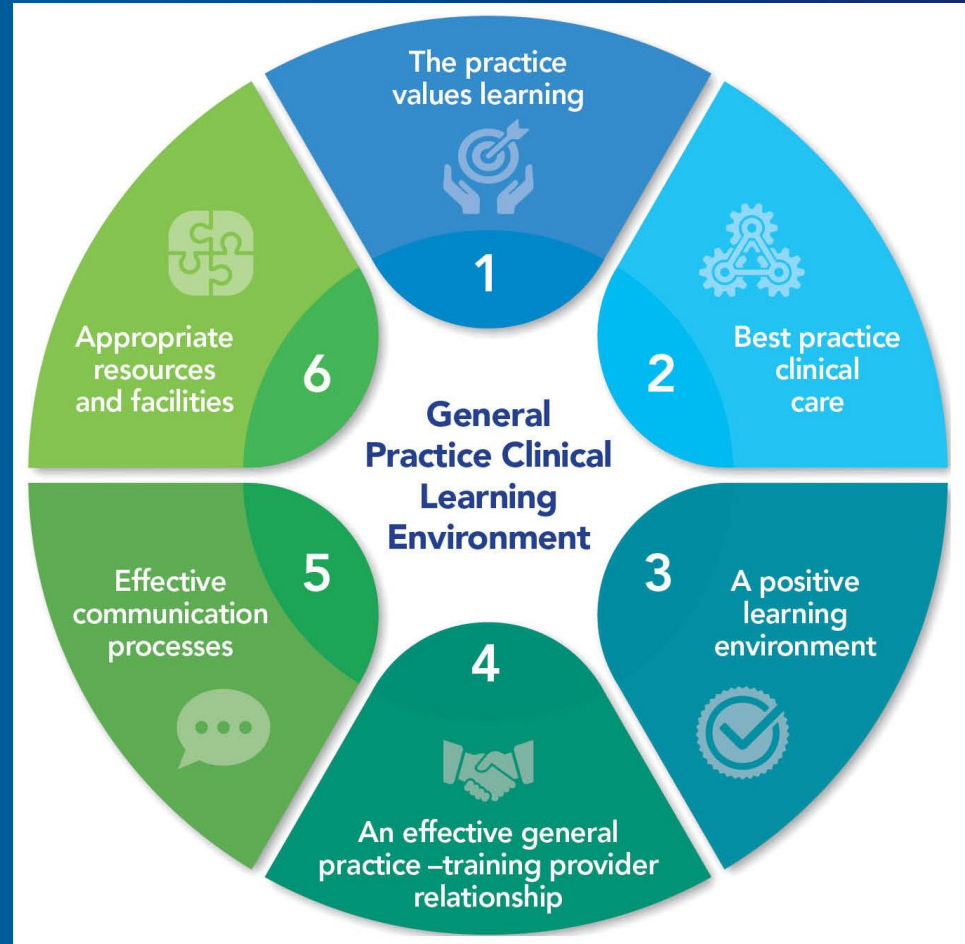 The practice
values learning
1
2
Best practice
clinical
care
3
A positive
learning
environment
4
An effective general
practice –training provider
relationship
5
Effective
communication
processes
6
Appropriate
resources
and facilities
General
Practice Clinical
Learning
Environment